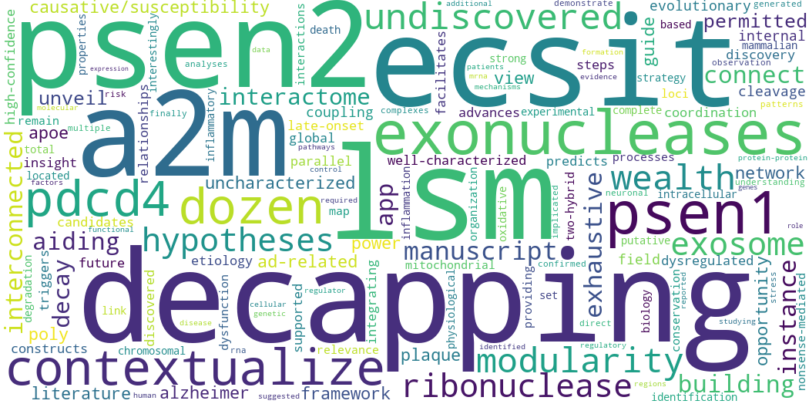 causative/susceptibility
psen2
undiscovered
evolutionary
generated
additional
demonstrate
based
permitted
internal
mammalian
discovery
observation
high-confidence
properties
interestingly
analyses
data
death
interactions
facilitates
patients
mrna
mechanisms
strong
view
formation
evidence
guide
steps
strategy
loci
connect
cleavage
patterns
ecsit
expression
unveil
risk
remain
molecular
multiple
finally
apoe
insight
total
located
factors
a2m
relationships
inflammatory
interactome
coupling
late-onset
global
pathways
parallel
control
complexes
advances
experimental
complete
coordination
exonucleases
protein-protein
understanding
genes
well-characterized
predicts
processes
neuronal
intracellular
wealth
network
uncharacterized
required
map
app
inflammation
organization
oxidative
implicated
two-hybrid
exhaustive
lsm
pdcd4
dozen
psen1
role
interconnected
candidates
functional
aiding
hypotheses
power
manuscript
putative
exosome
field
dysregulated
degradation
triggers
decay
future
etiology
ad-related
mitochondrial
confirmed
providing
set
physiological
biology
conservation
reported
opportunity
stress
studying
instance
nonsense-mediated
link
discovered
cellular
genetic
dysfunction
supported
regulator
integrating
decapping
poly
constructs
chromosomal
disease
rna
relevance
identified
direct
regulatory
plaque
modularity
contextualize
literature
human
alzheimer
suggested
framework
ribonuclease
regions
building
identification